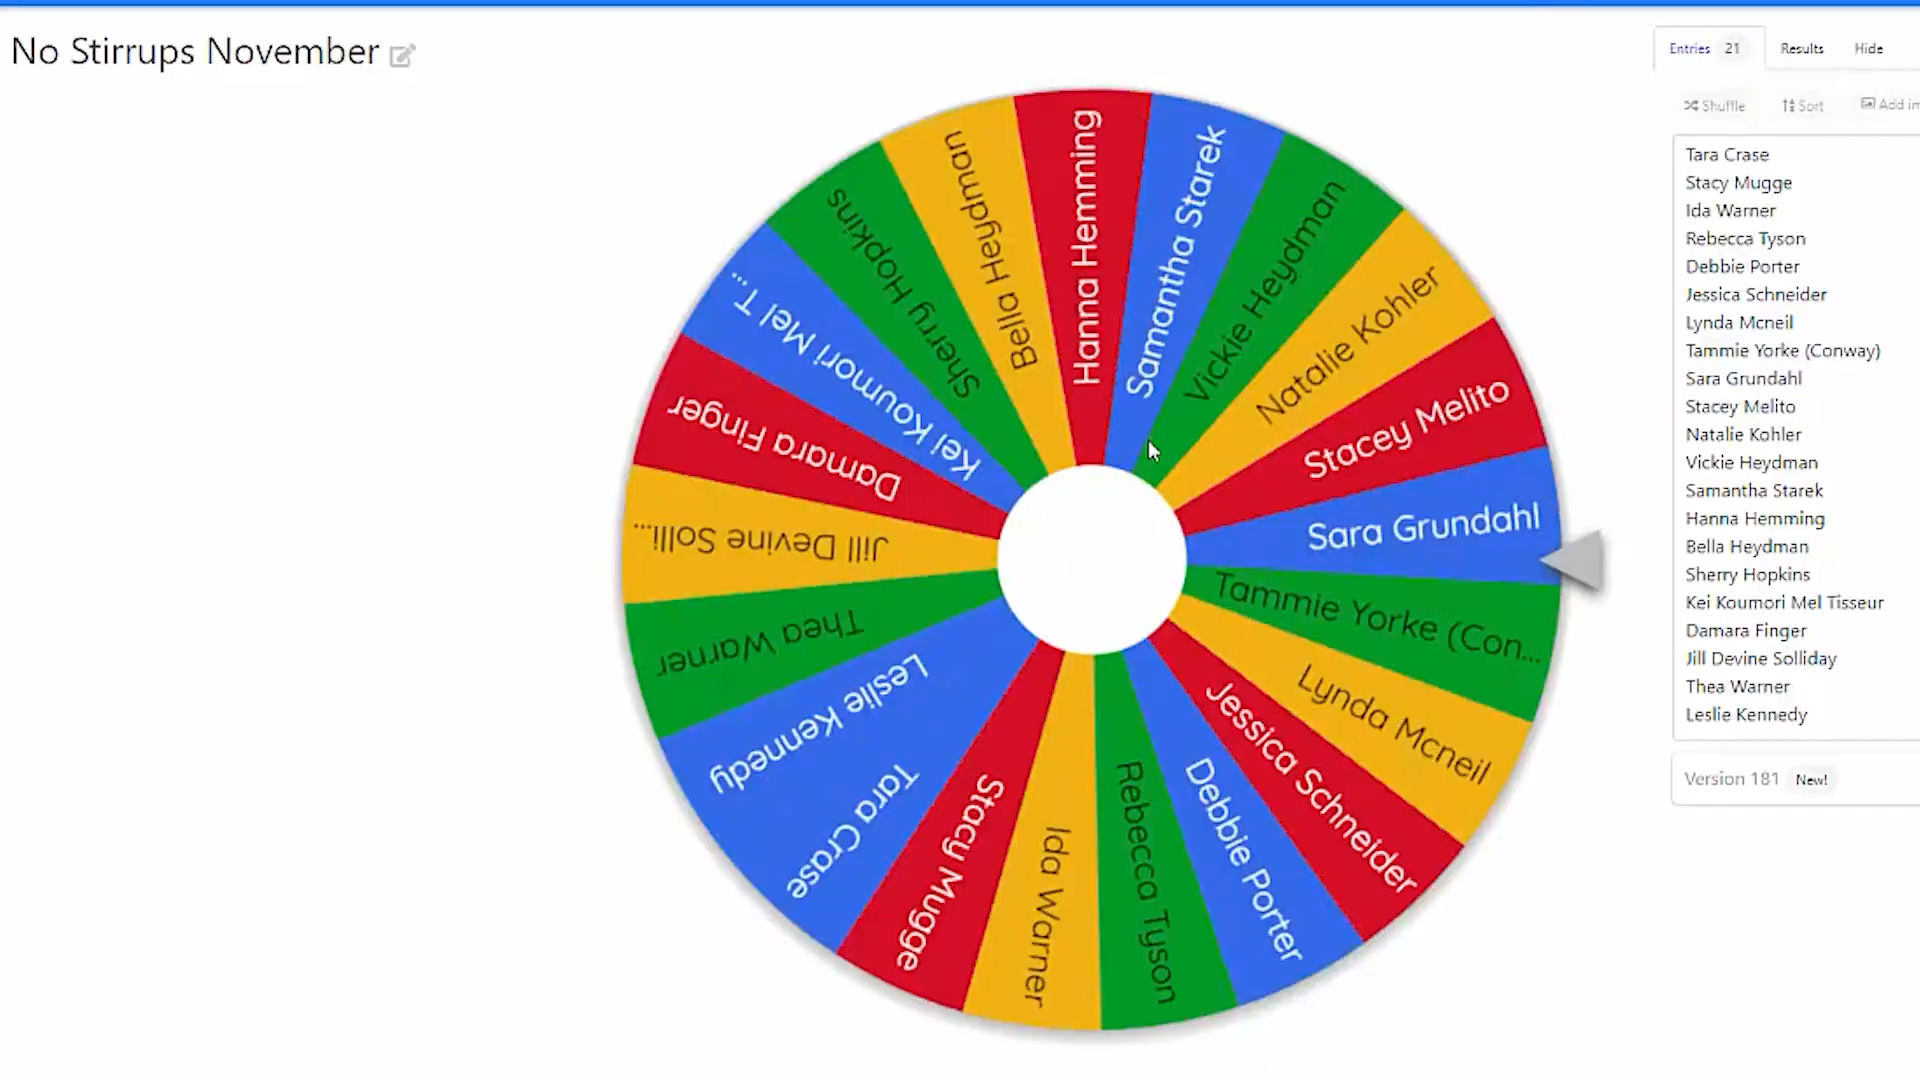 No Stirrups November
Entries 21
Results
Hide
Shuffle
Sort
Add im
Hanna Hemming
Samantha Starek
Vickie Heydman
Natalie Kohler
Stacey Melito
Sara Grundahl
Tammie Yorke (Con...
Lynda Mcneil
Jessica Schneider
Debbie Porter
Rebecca Tyson
Ida Warner
Stacy Mugge
Tara Crase
Leslie Kennedy
Thea Warner
Jill Devine Solli...
Damara Finger
Kei Koumori Mel T...
Sherry Hopkins
Bella Heydman
Tara Crase
Stacy Mugge
Ida Warner
Rebecca Tyson
Debbie Porter
Jessica Schneider
Lynda Mcneil
Tammie Yorke (Conway)
Sara Grundahl
Stacey Melito
Natalie Kohler
Vickie Heydman
Samantha Starek
Hanna Hemming
Bella Heydman
Sherry Hopkins
Kei Koumori Mel Tisseur
Damara Finger
Jill Devine Solliday
Thea Warner
Leslie Kennedy
Version 181 New!